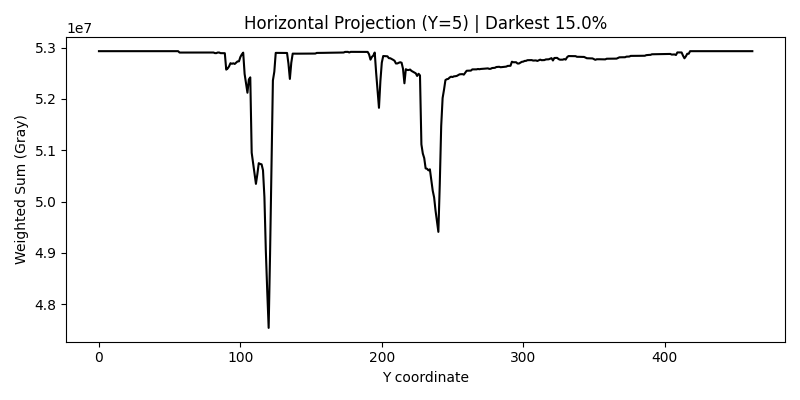 Horizontal Projection (Y=5) | Darkest 15.0%
1e7
5.3
5.2
5.1
5.0
4.9
4.8
Weighted Sum (Gray)
0 100 200 300 400
Y coordinate